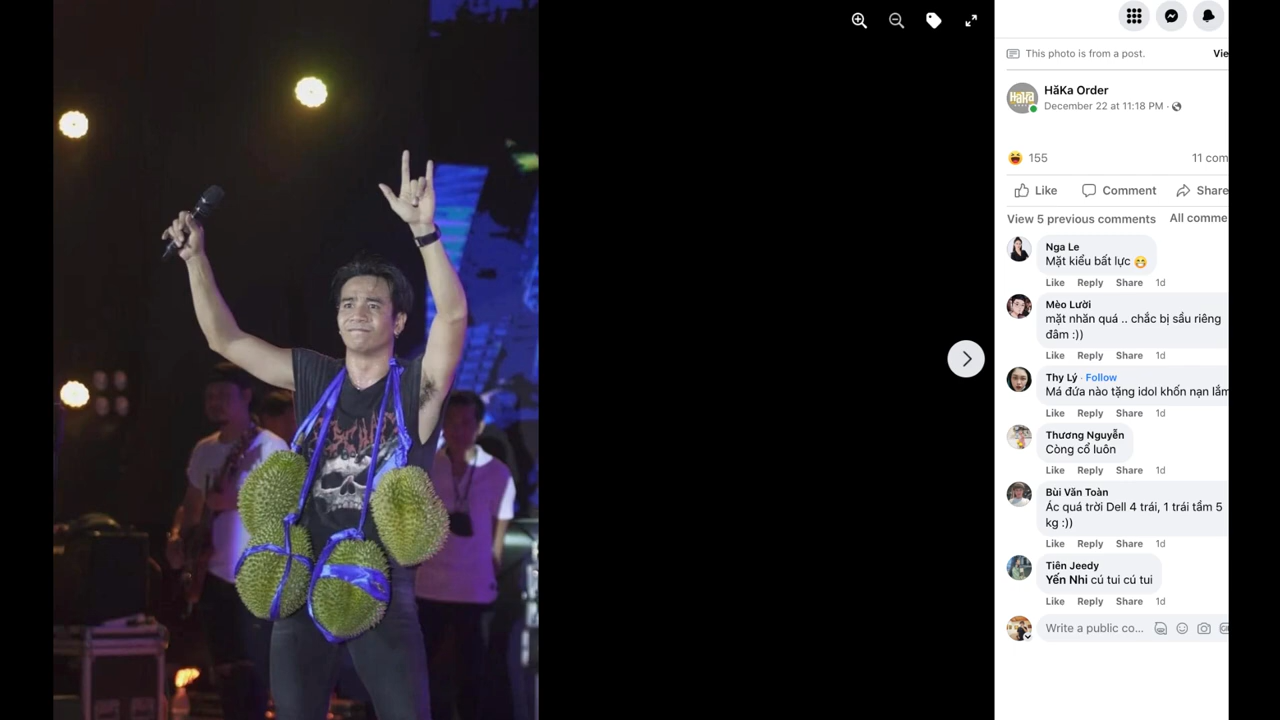 This photo is from a post.
Vie
HăKa Order
December 22 at 11:18 PM ·
155
11 com
Like Comment Share
View 5 previous comments
All comme
Nga Le
Mặt kiểu bất lực 😁
Like Reply Share 1d
Mèo Lười
mặt nhăn quá .. chắc bị sầu riêng
đâm :))
Like Reply Share 1d
Thy Lý · Follow
Má đứa nào tặng idol khốn nạn lắm
Like Reply Share 1d
Thương Nguyễn
Còng cổ luôn
Like Reply Share 1d
Bùi Văn Toàn
Ác quá trời Dell 4 trái, 1 trái tầm 5
kg :))
Like Reply Share 1d
Tiên Jeedy
Yến Nhi cú tui cú tui
Like Reply Share 1d
Write a public co...